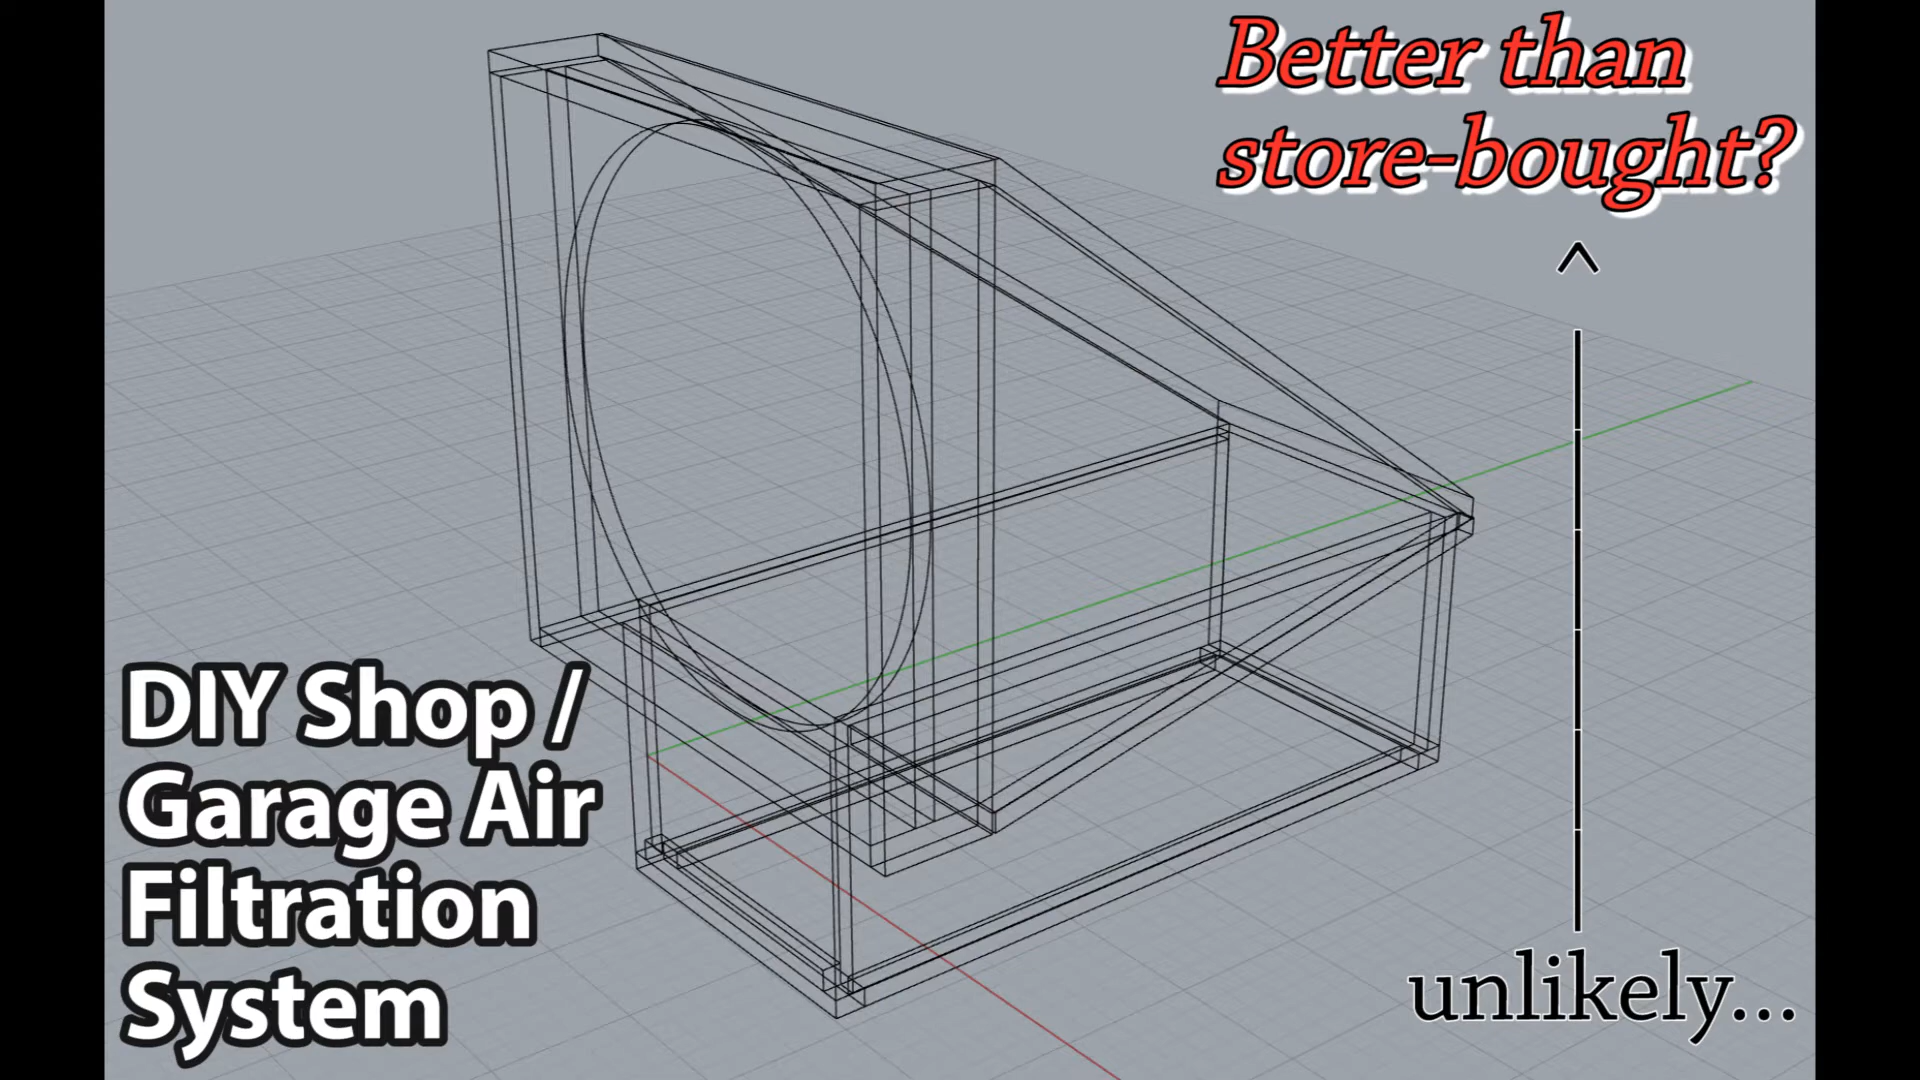 Better than
store-bought?
DIY Shop /
Garage Air
Filtration
System
unlikely...